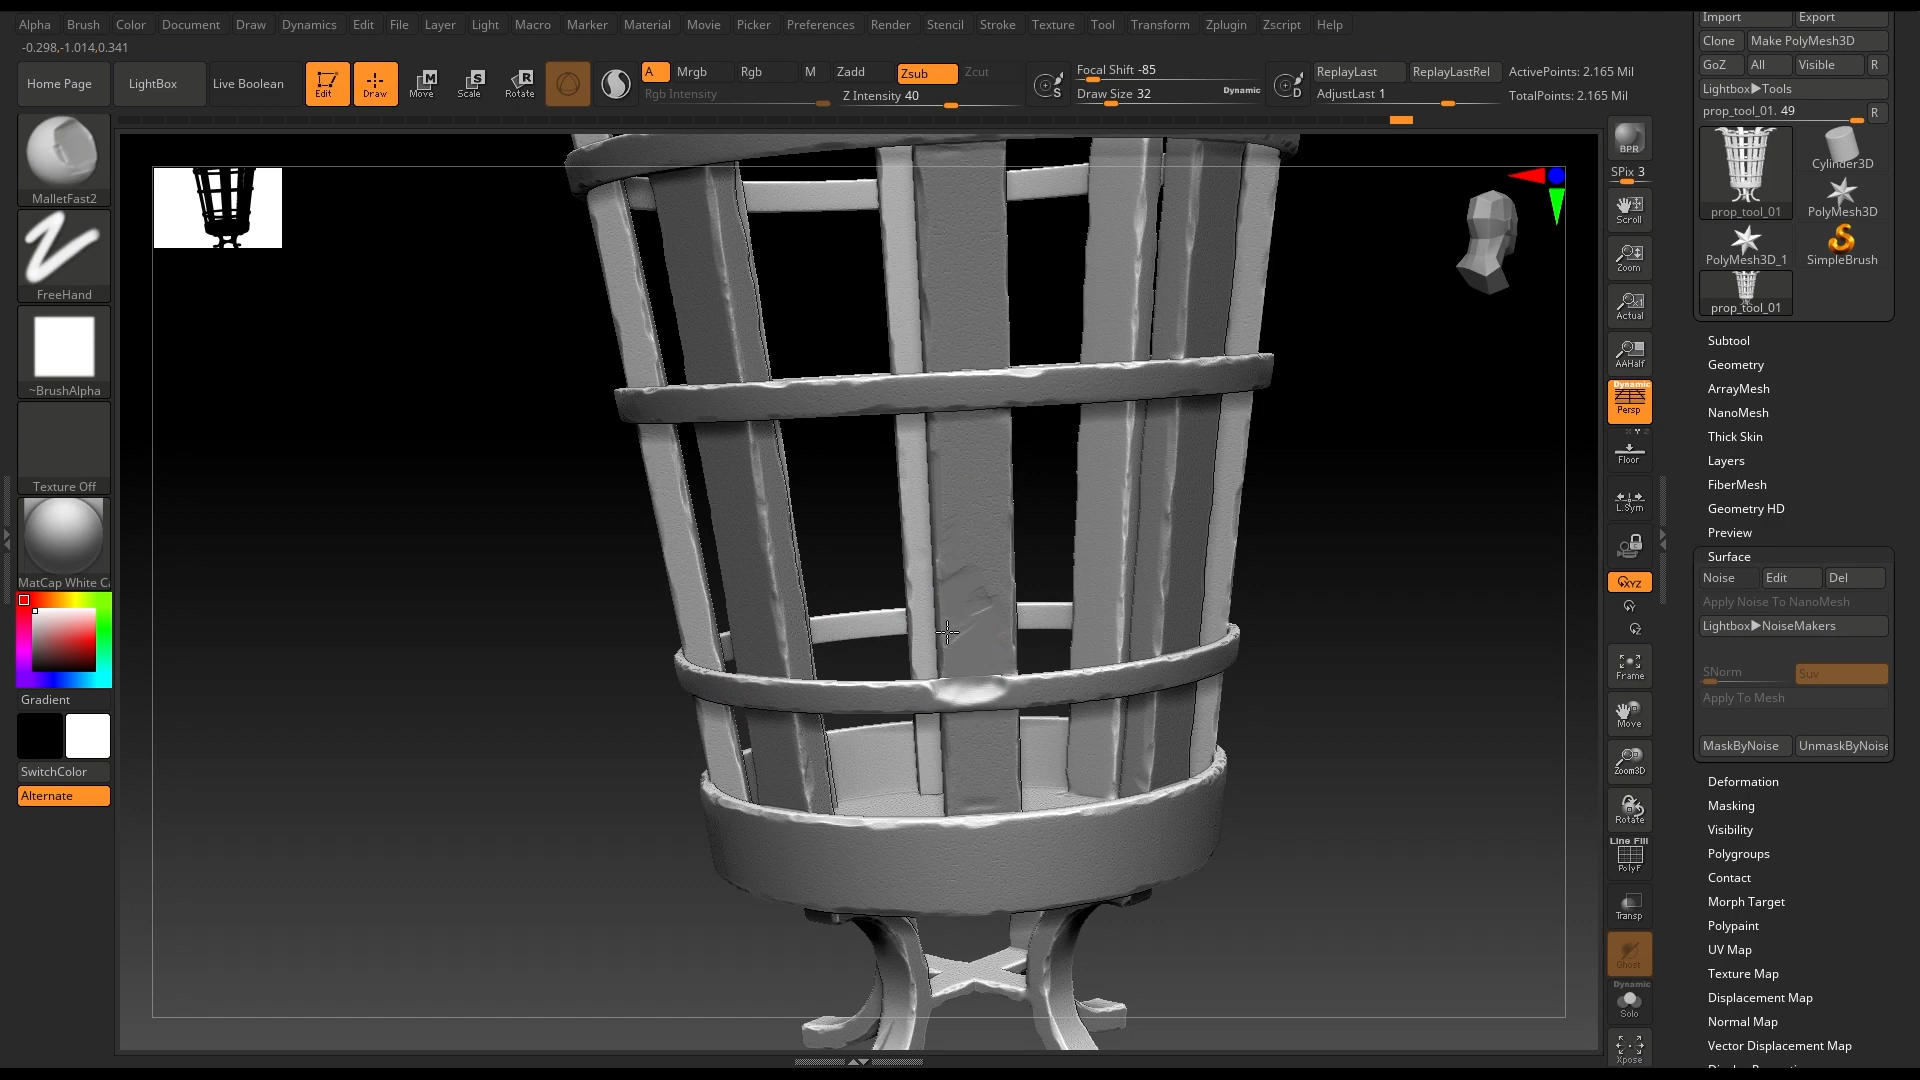 Alpha Brush Color Document Draw Dynamics Edit File Layer Light Macro Marker Material Movie Picker Preferences Render Stencil Stroke Texture Tool Transform Zplugin Zscript Help
-0.298,-1.014,0.341
Home Page LightBox Live Boolean Edit Draw Move Scale Rotate
A Mrgb Rgb M Zadd Zsub Zcut
Rgb Intensity Z Intensity 40
Focal Shift -85
Draw Size 32 Dynamic
ReplayLast ReplayLastRel
AdjustLast 1
ActivePoints: 2.165 Mil
TotalPoints: 2.165 Mil
MalletFast2
FreeHand
~BrushAlpha
Texture Off
MatCap White Ca
Gradient
SwitchColor
Alternate
BPR
SPix 3
Scroll
Zoom
Actual
AAHalf
Dynamic
Persp
Floor
L.Sym
XYZ
Frame
Move
Zoom3D
Rotate
Line Fill
PolyF
Transp
Ghost
Dynamic
Solo
Xpose
Import Export
Clone Make PolyMesh3D
GoZ All Visible R
Lightbox▶Tools
prop_tool_01. 49 R
prop_tool_01
Cylinder3D
PolyMesh3D
PolyMesh3D_1
SimpleBrush
prop_tool_01
Subtool
Geometry
ArrayMesh
NanoMesh
Thick Skin
Layers
FiberMesh
Geometry HD
Preview
Surface
Noise Edit Del
Apply Noise To NanoMesh
Lightbox▶NoiseMakers
SNorm Suv
Apply To Mesh
MaskByNoise UnmaskByNoise
Deformation
Masking
Visibility
Polygroups
Contact
Morph Target
Polypaint
UV Map
Texture Map
Displacement Map
Normal Map
Vector Displacement Map